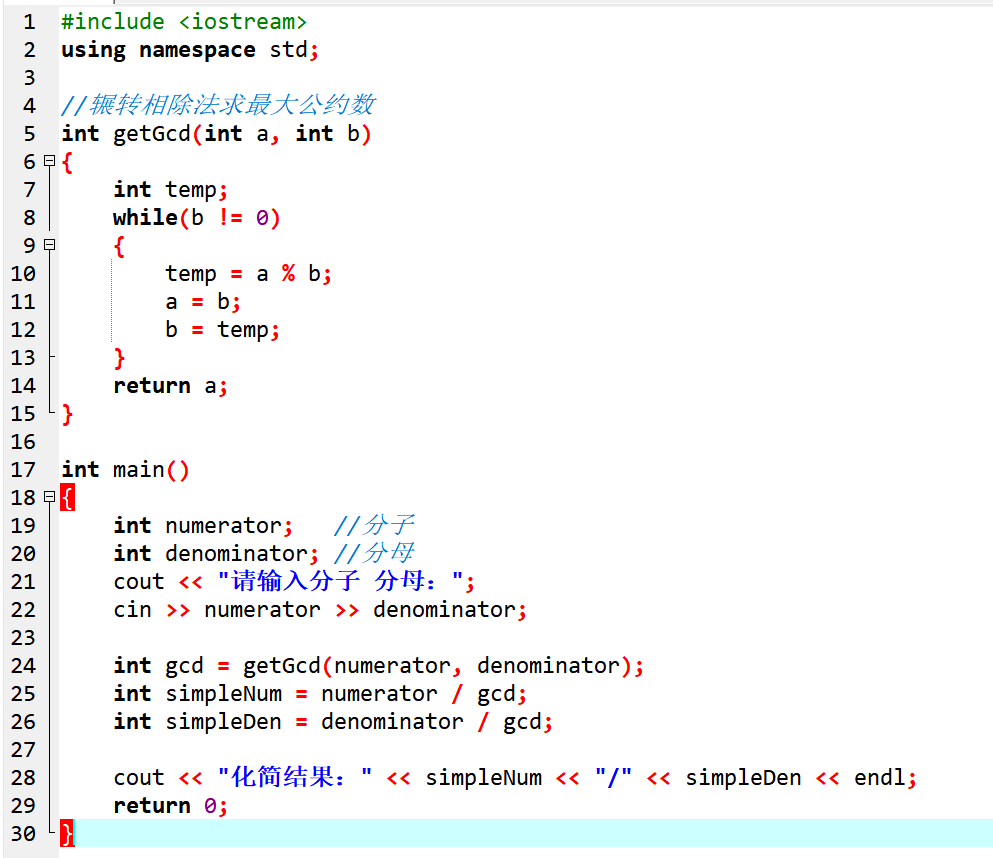 1 #include <iostream>
2 using namespace std;
3
4 //辗转相除法求最大公约数
5 int getGcd(int a, int b)
6 {
7     int temp;
8     while(b != 0)
9     {
10         temp = a % b;
11         a = b;
12         b = temp;
13     }
14     return a;
15 }
16
17 int main()
18 {
19     int numerator;   //分子
20     int denominator; //分母
21     cout << "请输入分子 分母：";
22     cin >> numerator >> denominator;
23
24     int gcd = getGcd(numerator, denominator);
25     int simpleNum = numerator / gcd;
26     int simpleDen = denominator / gcd;
27
28     cout << "化简结果：" << simpleNum << "/" << simpleDen << endl;
29     return 0;
30 }